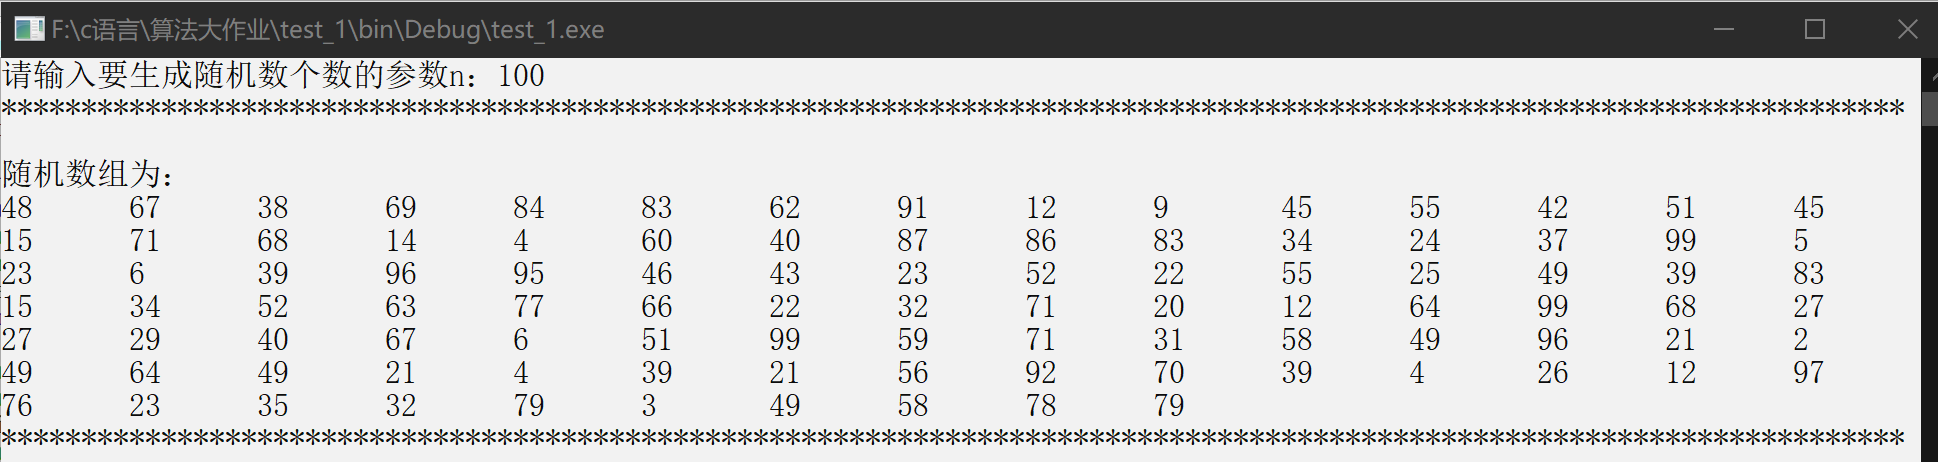 F:\c语言\算法大作业\test_1\bin\Debug\test_1.exe
请输入要生成随机数个数的参数n：100
***********************************************************************************************************************
随机数组为：
48 67 38 69 84 83 62 91 12 9 45 55 42 51 45
15 71 68 14 4 60 40 87 86 83 34 24 37 99 5
23 6 39 96 95 46 43 23 52 22 55 25 49 39 83
15 34 52 63 77 66 22 32 71 20 12 64 99 68 27
27 29 40 67 6 51 99 59 71 31 58 49 96 21 2
49 64 49 21 4 39 21 56 92 70 39 4 26 12 97
76 23 35 32 79 3 49 58 78 79
***********************************************************************************************************************